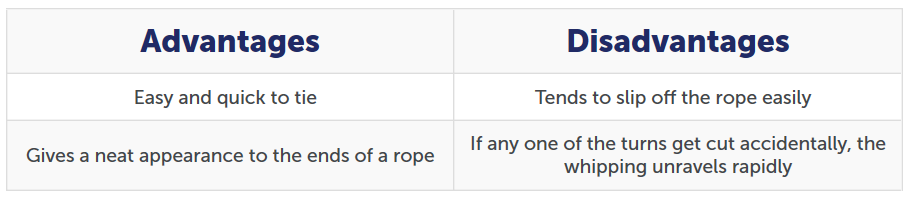 Advantages
Disadvantages
Easy and quick to tie
Tends to slip off the rope easily
Gives a neat appearance to the ends of a rope
If any one of the turns get cut accidentally, the
whipping unravels rapidly